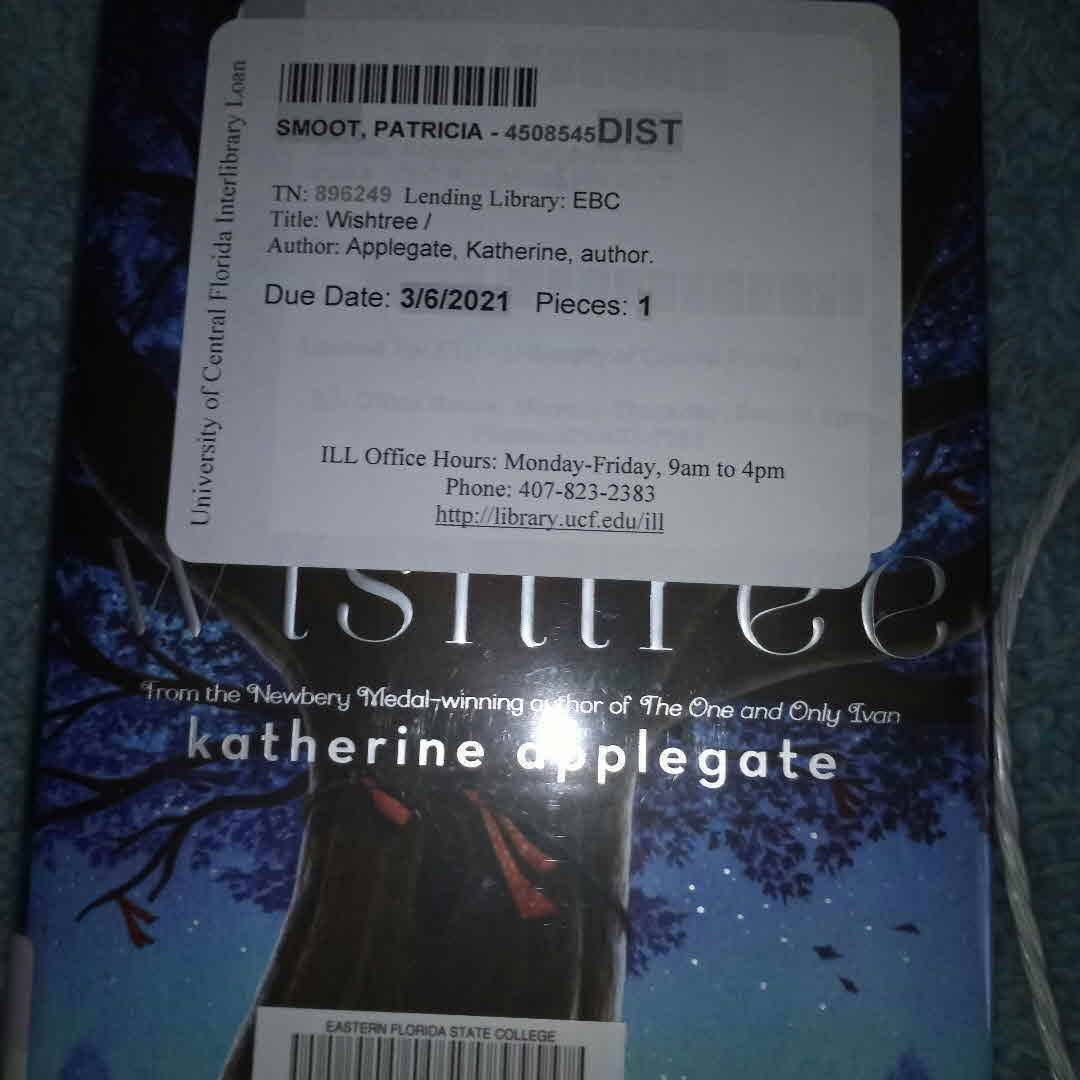 University of Central Florida Interlibrary Loan
SMOOT, PATRICIA - 4508545DIST
TN: 896249 Lending Library: EBC
Title: Wishtree /
Author: Applegate, Katherine, author.
Due Date: 3/6/2021 Pieces: 1
ILL Office Hours: Monday-Friday, 9am to 4pm
Phone: 407-823-2383
http://library.ucf.edu/ill
wishtree
From the Newbery Medal-winning author of The One and Only Ivan
katherine applegate
EASTERN FLORIDA STATE COLLEGE